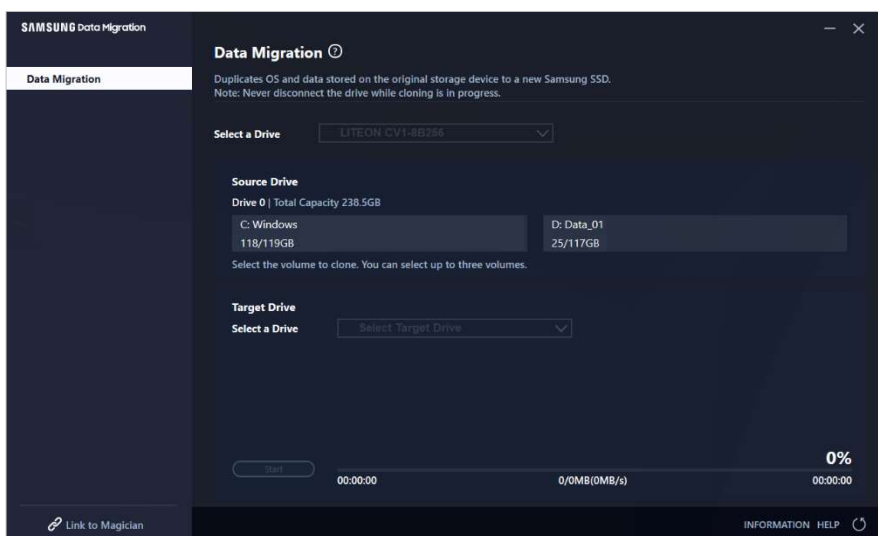 SAMSUNG Data Migration
Data Migration
Data Migration ?
Duplicates OS and data stored on the original storage device to a new Samsung SSD.
Note: Never disconnect the drive while cloning is in progress.
Select a Drive LITEON CV1-8B256
Source Drive
Drive 0 | Total Capacity 238.5GB
C: Windows D: Data_01
118/119GB 25/117GB
Select the volume to clone. You can select up to three volumes.
Target Drive
Select a Drive Select Target Drive
0%
Start
00:00:00 0/0MB(0MB/s) 00:00:00
Link to Magician INFORMATION HELP